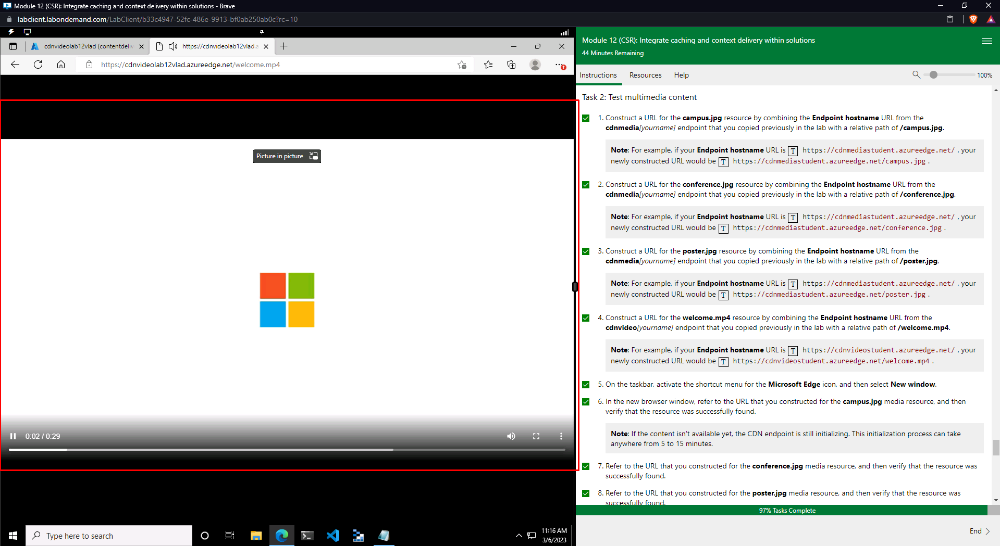 Module 12 (CSR): Integrate caching and context delivery within solutions - Brave
labclient.labondemand.com/LabClient/b33c4947-52fc-486e-9913-bf0ab250ab0c?rc=10
cdnvideolab12vlad (contentdeliv
https://cdnvideolab12vlad.a
https://cdnvideolab12vlad.azureedge.net/welcome.mp4
Picture in picture
0:02 / 0:29
Type here to search
11:16 AM
3/6/2023
Module 12 (CSR): Integrate caching and context delivery within solutions
44 Minutes Remaining
Instructions Resources Help
100%
Task 2: Test multimedia content
1. Construct a URL for the campus.jpg resource by combining the Endpoint hostname URL from the
cdnmedia[yourname] endpoint that you copied previously in the lab with a relative path of /campus.jpg.
Note: For example, if your Endpoint hostname URL is T https://cdnmediastudent.azureedge.net/ , your
newly constructed URL would be T https://cdnmediastudent.azureedge.net/campus.jpg .
2. Construct a URL for the conference.jpg resource by combining the Endpoint hostname URL from the
cdnmedia[yourname] endpoint that you copied previously in the lab with a relative path of /conference.jpg.
Note: For example, if your Endpoint hostname URL is T https://cdnmediastudent.azureedge.net/ , your
newly constructed URL would be T https://cdnmediastudent.azureedge.net/conference.jpg .
3. Construct a URL for the poster.jpg resource by combining the Endpoint hostname URL from the
cdnmedia[yourname] endpoint that you copied previously in the lab with a relative path of /poster.jpg.
Note: For example, if your Endpoint hostname URL is T https://cdnmediastudent.azureedge.net/ , your
newly constructed URL would be T https://cdnmediastudent.azureedge.net/poster.jpg .
4. Construct a URL for the welcome.mp4 resource by combining the Endpoint hostname URL from the
cdnvideo[yourname] endpoint that you copied previously in the lab with a relative path of /welcome.mp4.
Note: For example, if your Endpoint hostname URL is T https://cdnvideostudent.azureedge.net/ , your
newly constructed URL would be T https://cdnvideostudent.azureedge.net/welcome.mp4 .
5. On the taskbar, activate the shortcut menu for the Microsoft Edge icon, and then select New window.
6. In the new browser window, refer to the URL that you constructed for the campus.jpg media resource, and then
verify that the resource was successfully found.
Note: If the content isn't available yet, the CDN endpoint is still initializing. This initialization process can take
anywhere from 5 to 15 minutes.
7. Refer to the URL that you constructed for the conference.jpg media resource, and then verify that the resource was
successfully found.
8. Refer to the URL that you constructed for the poster.jpg media resource, and then verify that the resource was
successfully found.
97% Tasks Complete
End